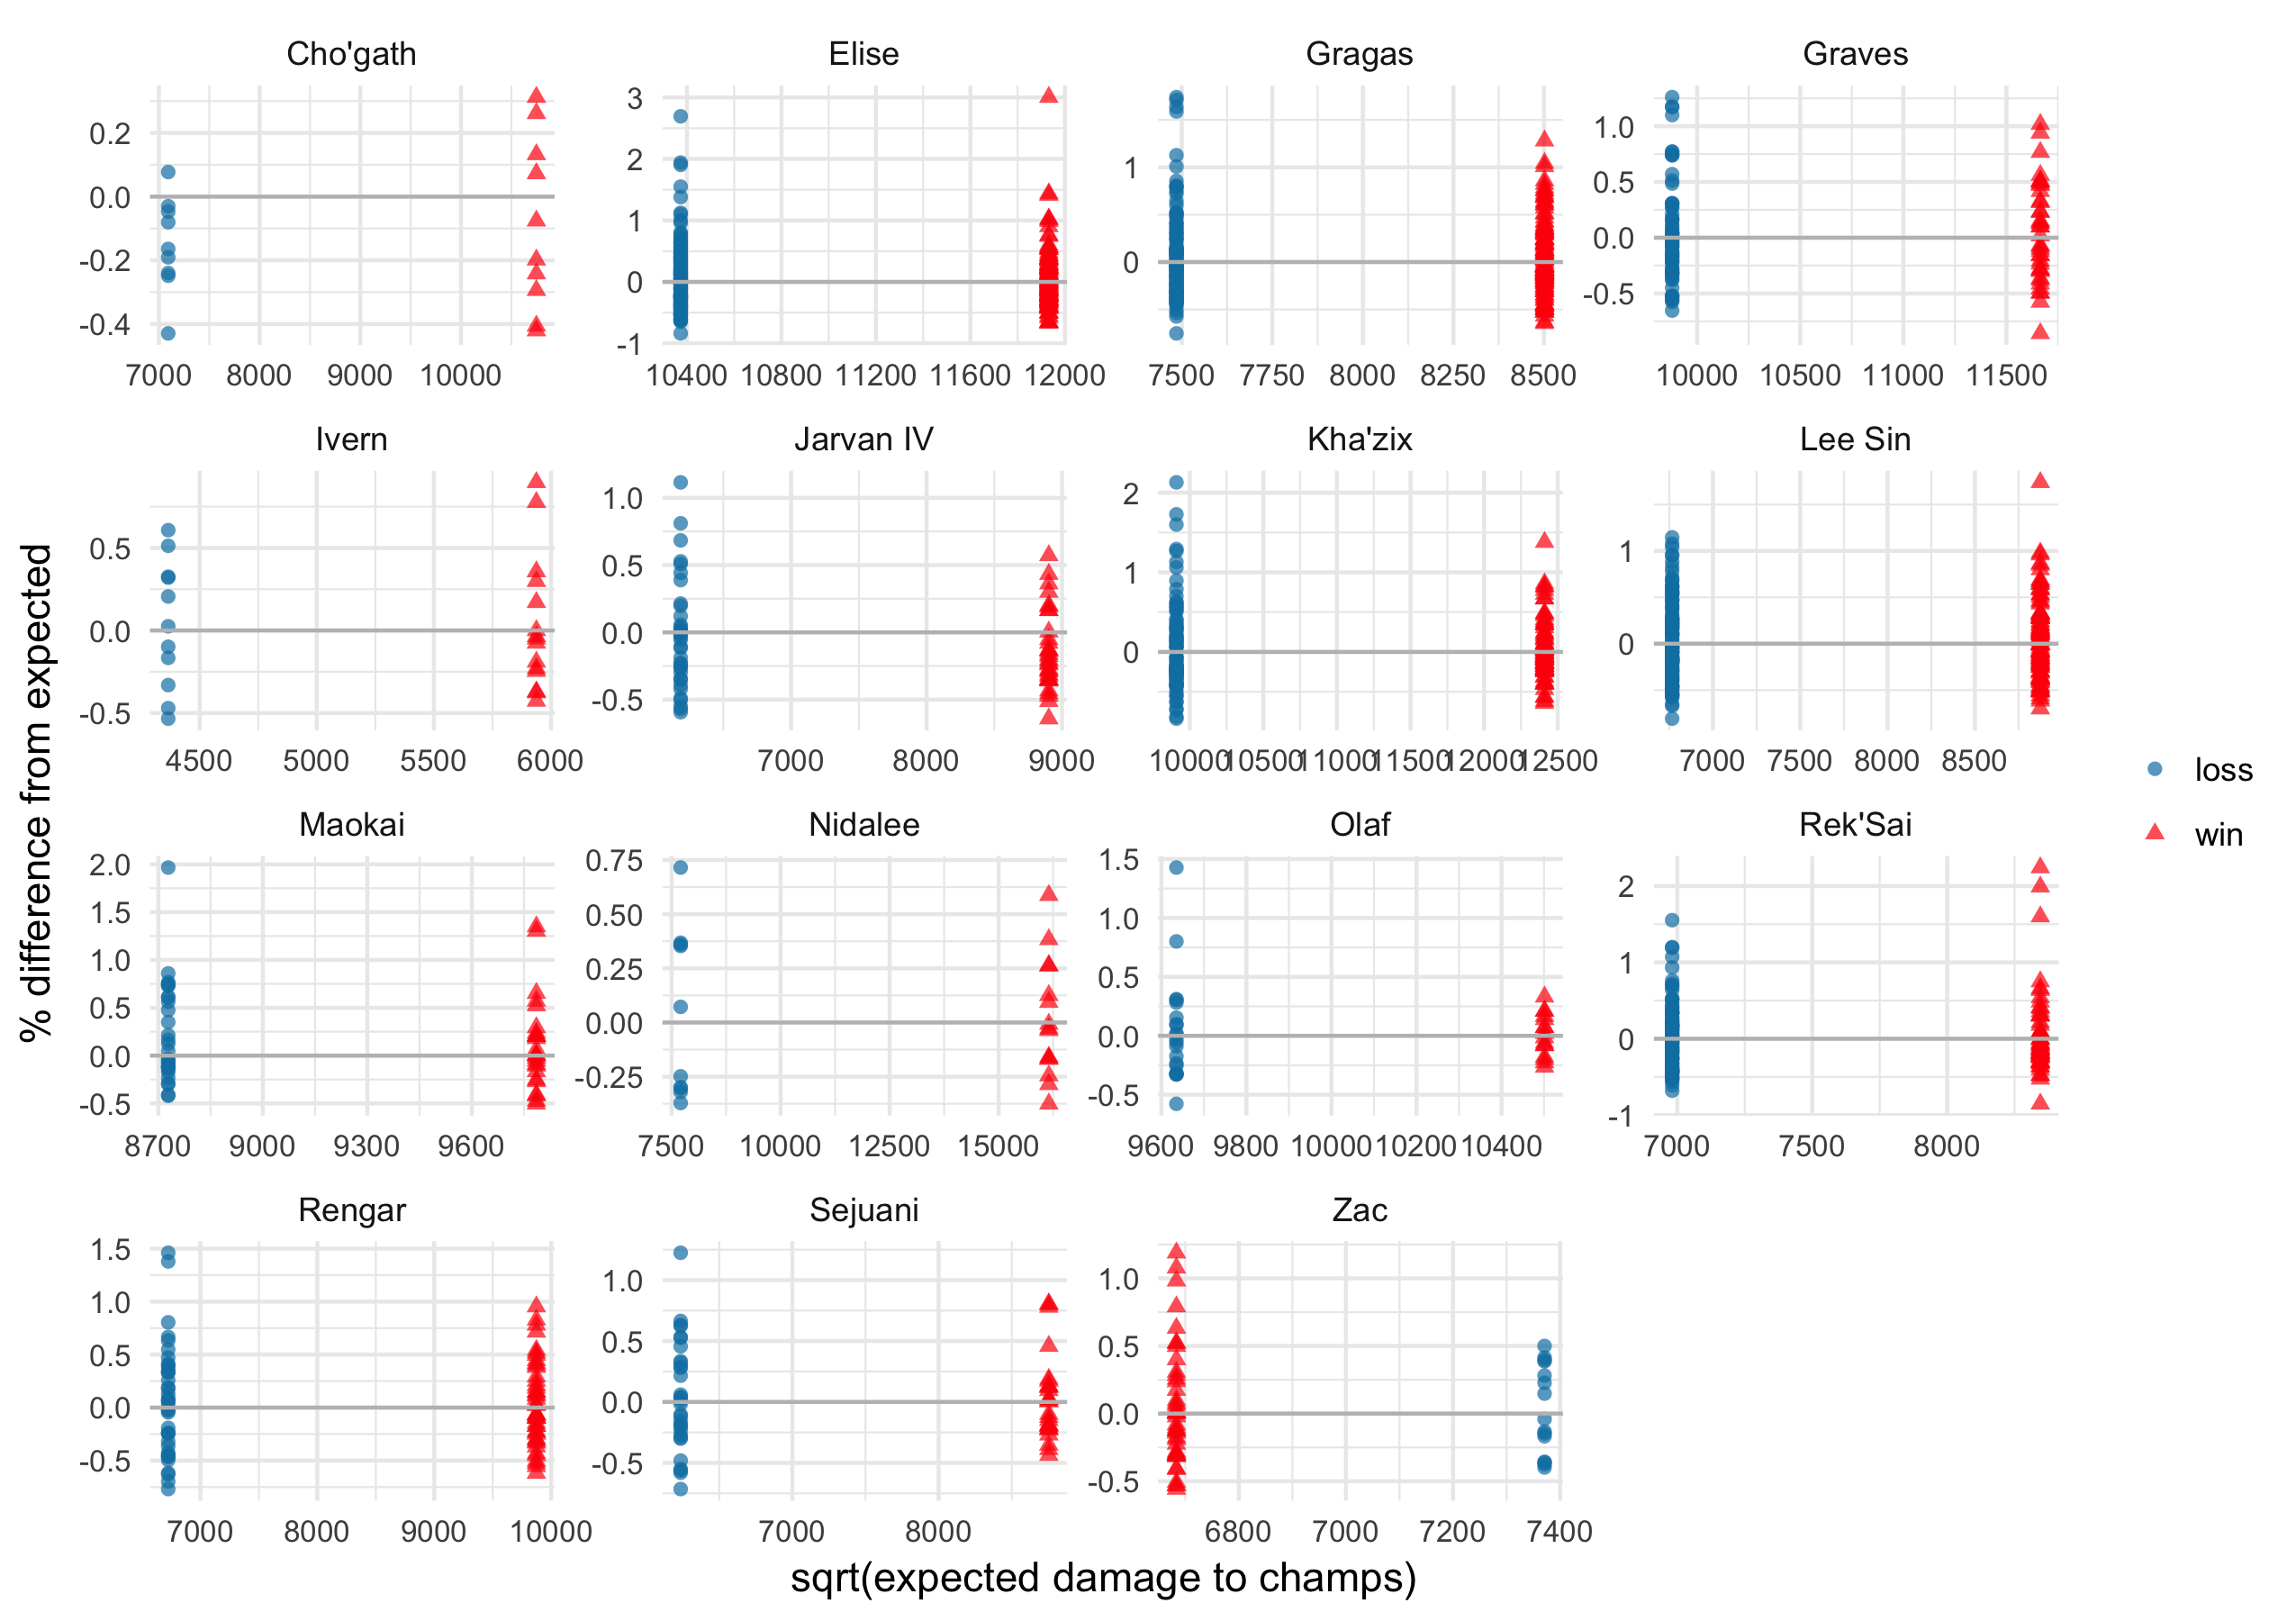 Cho'gath
Elise
Gragas
Graves
0.2
0.0
-0.2
-0.4
7000 8000 9000 10000
3
2
1
0
-1
10400 10800 11200 11600 12000
1
0
7500 7750 8000 8250 8500
1.0
0.5
0.0
-0.5
10000 10500 11000 11500
Ivern
Jarvan IV
Kha'zix
Lee Sin
0.5
0.0
-0.5
4500 5000 5500 6000
1.0
0.5
0.0
-0.5
7000 8000 9000
2
1
0
10000 10500 11000 11500 12000 12500
1
0
7000 7500 8000 8500
Maokai
Nidalee
Olaf
Rek'Sai
2.0
1.5
1.0
0.5
0.0
-0.5
8700 9000 9300 9600
0.75
0.50
0.25
0.00
-0.25
7500 10000 12500 15000
1.5
1.0
0.5
0.0
-0.5
9600 9800 10000 10200 10400
2
1
0
-1
7000 7500 8000
Rengar
Sejuani
Zac
1.5
1.0
0.5
0.0
-0.5
7000 8000 9000 10000
1.0
0.5
0.0
-0.5
7000 8000
1.0
0.5
0.0
-0.5
6800 7000 7200 7400
% difference from expected
sqrt(expected damage to champs)
loss
win